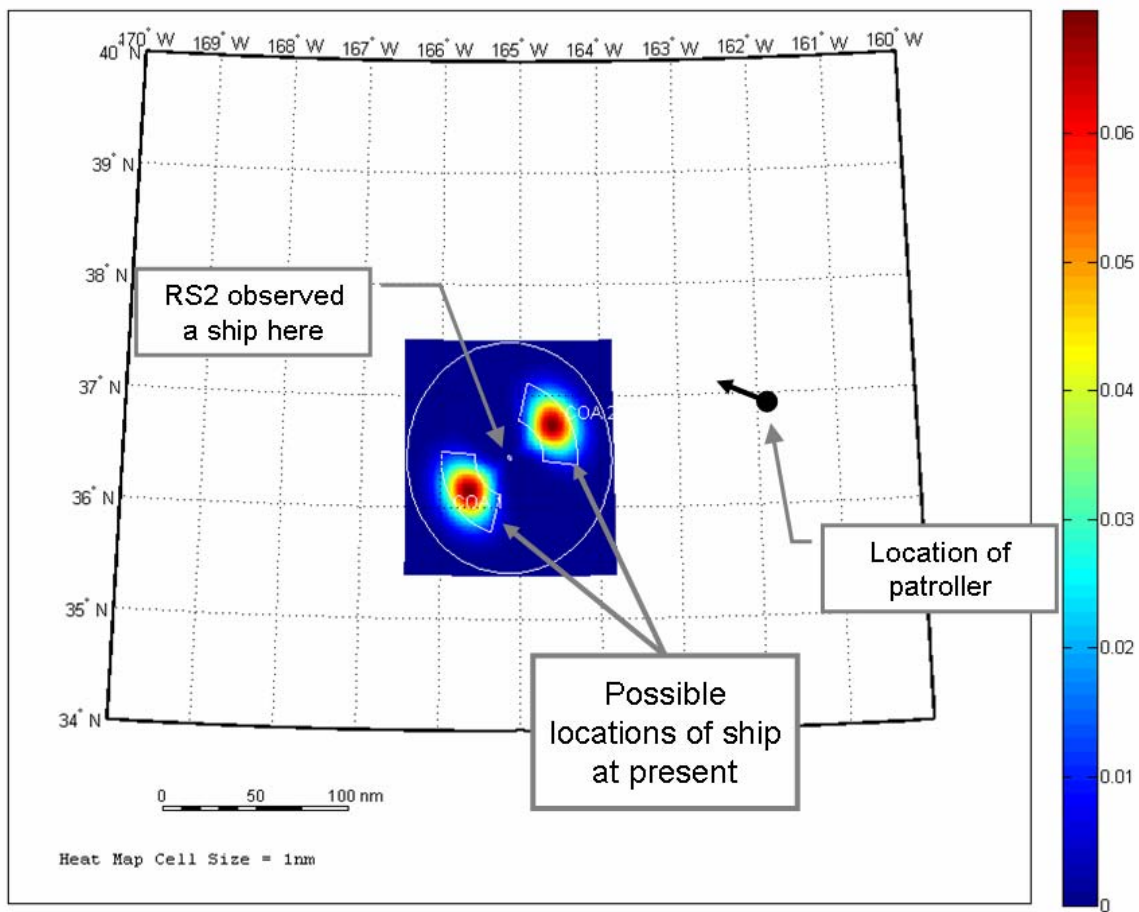 170° W 169° W 168° W 167° W 166° W 165° W 164° W 163° W 162° W 161° W 160° W
40° N
39° N
38° N
37° N
36° N
35° N
34° N
RS2 observed
a ship here
COA 2
COA 1
Location of
patroller
Possible
locations of ship
at present
0 50 100 nm
Heat Map Cell Size = 1nm
0.06
0.05
0.04
0.03
0.02
0.01
0